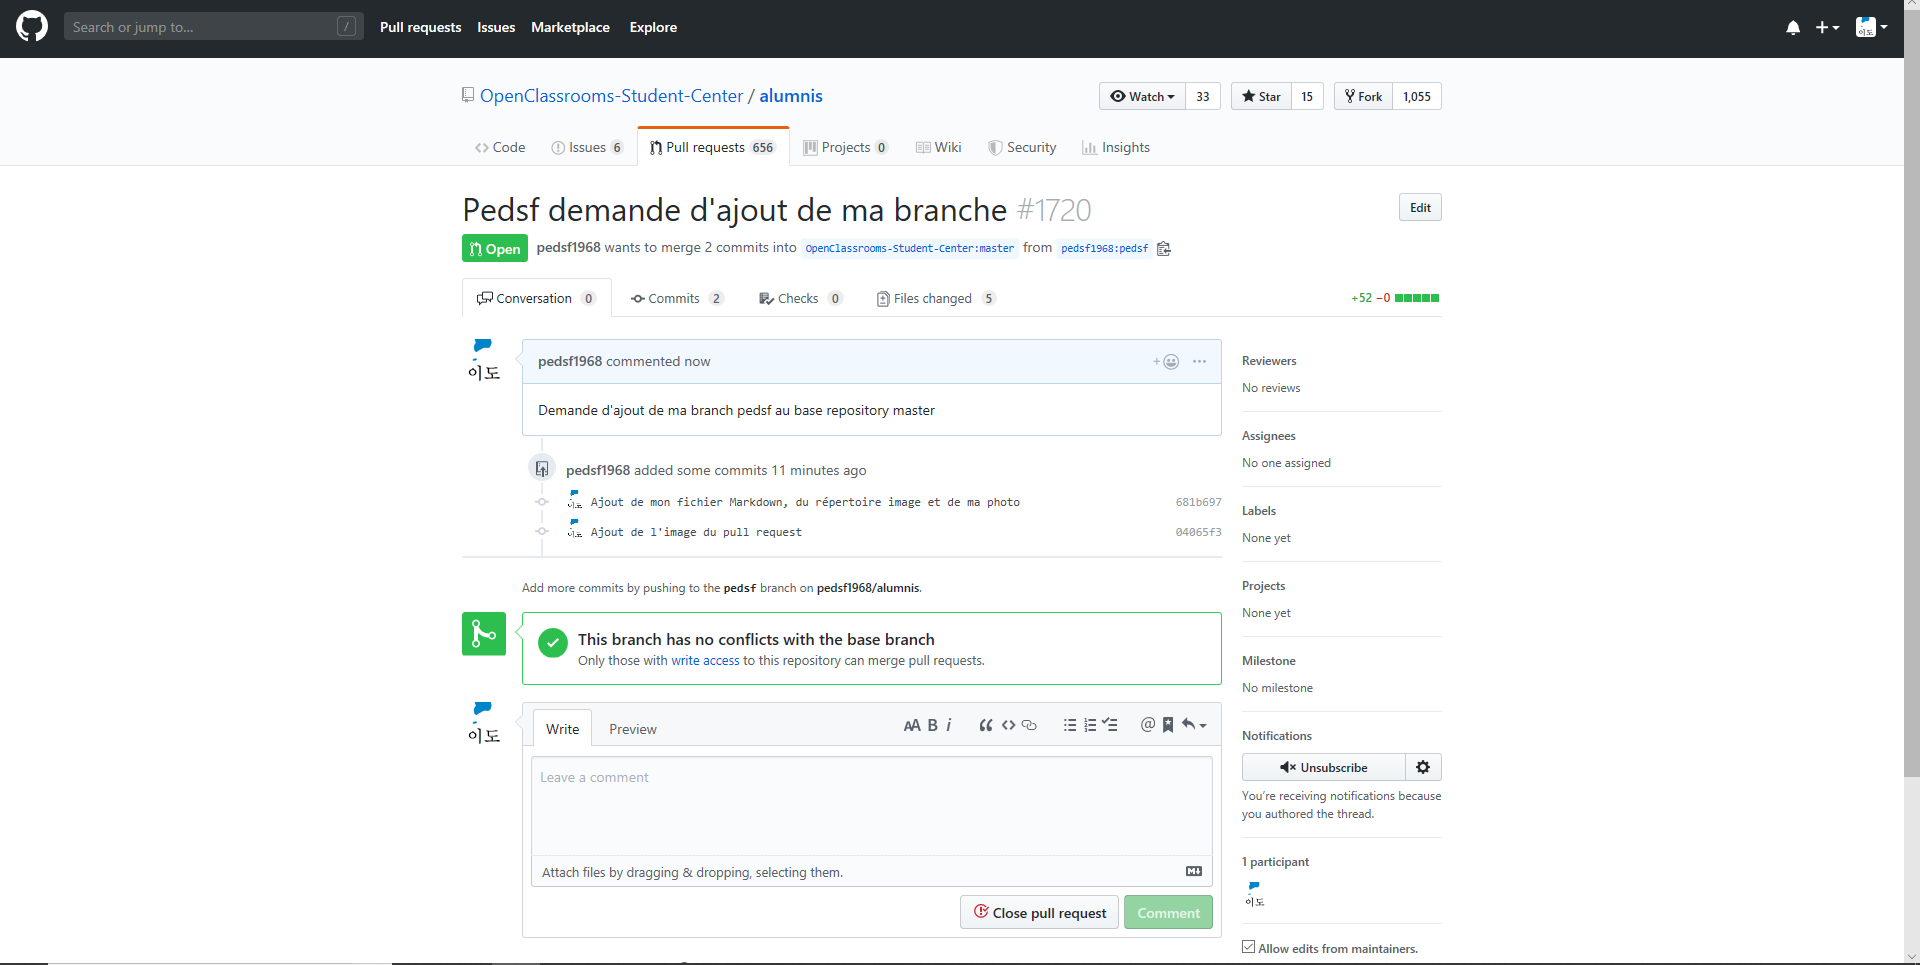 Search or jump to... /
Pull requests Issues Marketplace Explore
이도
OpenClassrooms-Student-Center / alumnis
Watch 33 Star 15 Fork 1,055
Code Issues 6 Pull requests 656 Projects 0 Wiki Security Insights
Pedsf demande d'ajout de ma branche #1720
Edit
Open pedsf1968 wants to merge 2 commits into OpenClassrooms-Student-Center:master from pedsf1968:pedsf
Conversation 0 Commits 2 Checks 0 Files changed 5
+52 −0
이도
pedsf1968 commented now
Demande d'ajout de ma branch pedsf au base repository master
pedsf1968 added some commits 11 minutes ago
이도 Ajout de mon fichier Markdown, du répertoire image et de ma photo 681b697
이도 Ajout de l'image du pull request 04065f3
Add more commits by pushing to the pedsf branch on pedsf1968/alumnis.
This branch has no conflicts with the base branch
Only those with write access to this repository can merge pull requests.
이도
Write Preview
AA B i @
Leave a comment
Attach files by dragging & dropping, selecting them.
Close pull request Comment
Reviewers
No reviews
Assignees
No one assigned
Labels
None yet
Projects
None yet
Milestone
No milestone
Notifications
Unsubscribe
You’re receiving notifications because
you authored the thread.
1 participant
이도
Allow edits from maintainers.